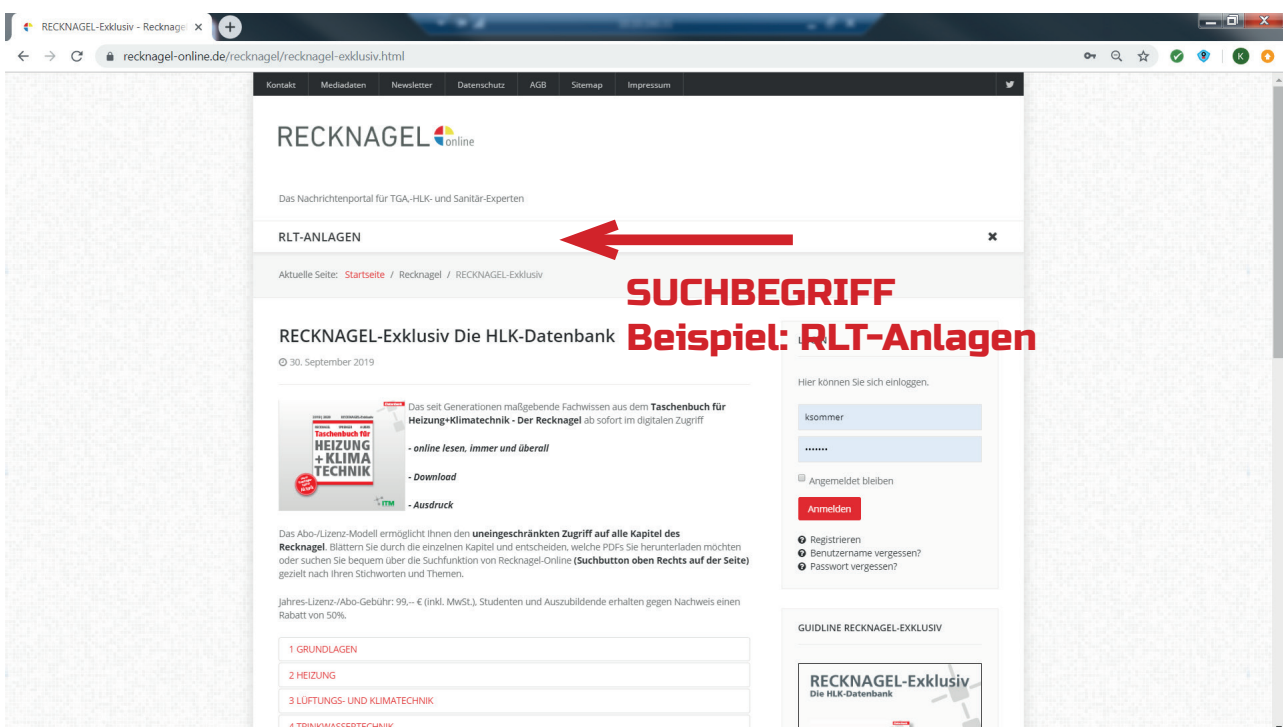 RECKNAGEL-Exklusiv - Recknagel
recknagel-online.de/recknagel/recknagel-exklusiv.html
K
Kontakt Mediadaten Newsletter Datenschutz AGB Sitemap Impressum
RECKNAGEL online
Das Nachrichtenportal für TGA,-HLK- und Sanitär-Experten
RLT-ANLAGEN
Aktuelle Seite: Startseite / Recknagel / RECKNAGEL-Exklusiv
SUCHBEGRIFF
Beispiel: RLT-Anlagen
RECKNAGEL-Exklusiv Die HLK-Datenbank
30. September 2019
Taschenbuch für
HEIZUNG
+ KLIMA
TECHNIK
ITM
Das seit Generationen maßgebende Fachwissen aus dem Taschenbuch für
Heizung+Klimatechnik - Der Recknagel ab sofort im digitalen Zugriff
- online lesen, immer und überall
- Download
- Ausdruck
Das Abo-/Lizenz-Modell ermöglicht Ihnen den uneingeschränkten Zugriff auf alle Kapitel des
Recknagel. Blättern Sie durch die einzelnen Kapitel und entscheiden, welche PDFs Sie herunterladen möchten
oder suchen Sie bequem über die Suchfunktion von Recknagel-Online (Suchbutton oben Rechts auf der Seite)
gezielt nach Ihren Stichworten und Themen.
Jahres-Lizenz-/Abo-Gebühr: 99,-- € (inkl. MwSt.), Studenten und Auszubildende erhalten gegen Nachweis einen
Rabatt von 50%.
1 GRUNDLAGEN
2 HEIZUNG
3 LÜFTUNGS- UND KLIMATECHNIK
4 TRINKWASSERTECHNIK
Hier können Sie sich einloggen.
ksommer
•••••••
Angemeldet bleiben
Anmelden
Registrieren
Benutzername vergessen?
Passwort vergessen?
GUIDLINE RECKNAGEL-EXKLUSIV
RECKNAGEL-Exklusiv
Die HLK-Datenbank